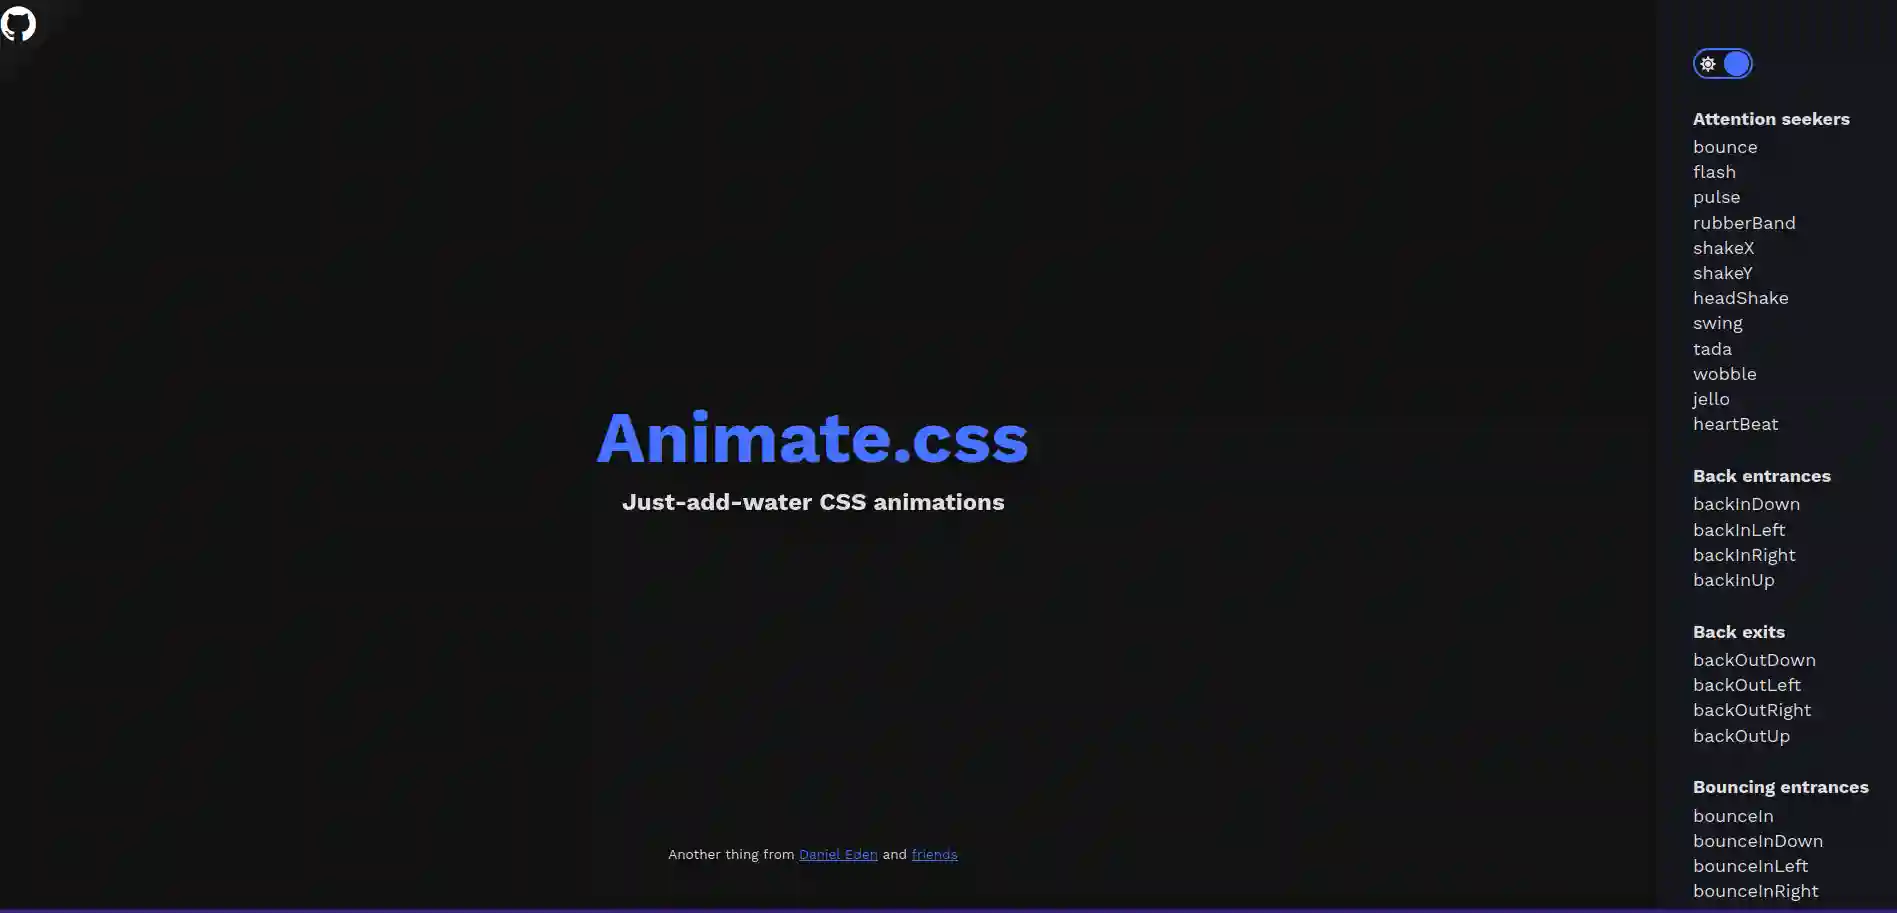 Animate.css
Just-add-water CSS animations
Another thing from Daniel Eden and friends
Attention seekers
bounce
flash
pulse
rubberBand
shakeX
shakeY
headShake
swing
tada
wobble
jello
heartBeat
Back entrances
backInDown
backInLeft
backInRight
backInUp
Back exits
backOutDown
backOutLeft
backOutRight
backOutUp
Bouncing entrances
bounceIn
bounceInDown
bounceInLeft
bounceInRight